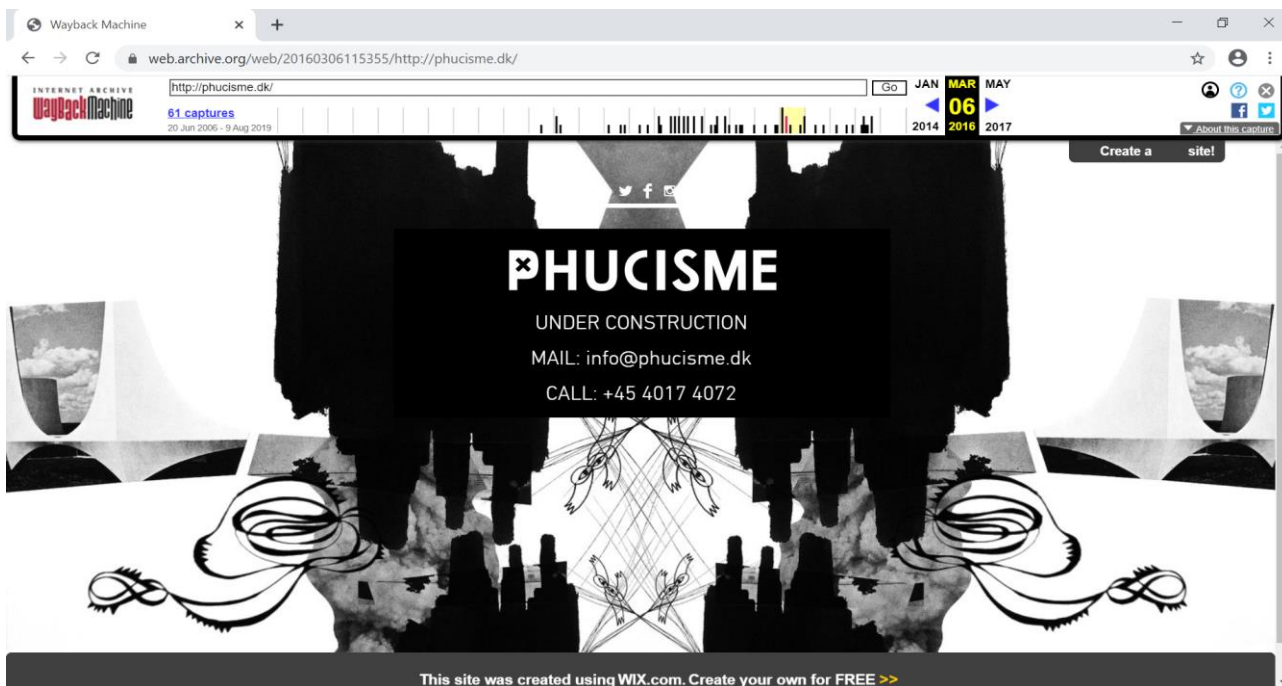 Wayback Machine
web.archive.org/web/20160306115355/http://phucisme.dk/
INTERNET ARCHIVE
WayBackMachine
http://phucisme.dk/
Go
JAN MAR MAY
61 captures
06
20 Jun 2006 - 9 Aug 2019
2014 2016 2017
About this capture
Create a site!
PHUCISME
UNDER CONSTRUCTION
MAIL: info@phucisme.dk
CALL: +45 4017 4072
This site was created using WIX.com. Create your own for FREE >>